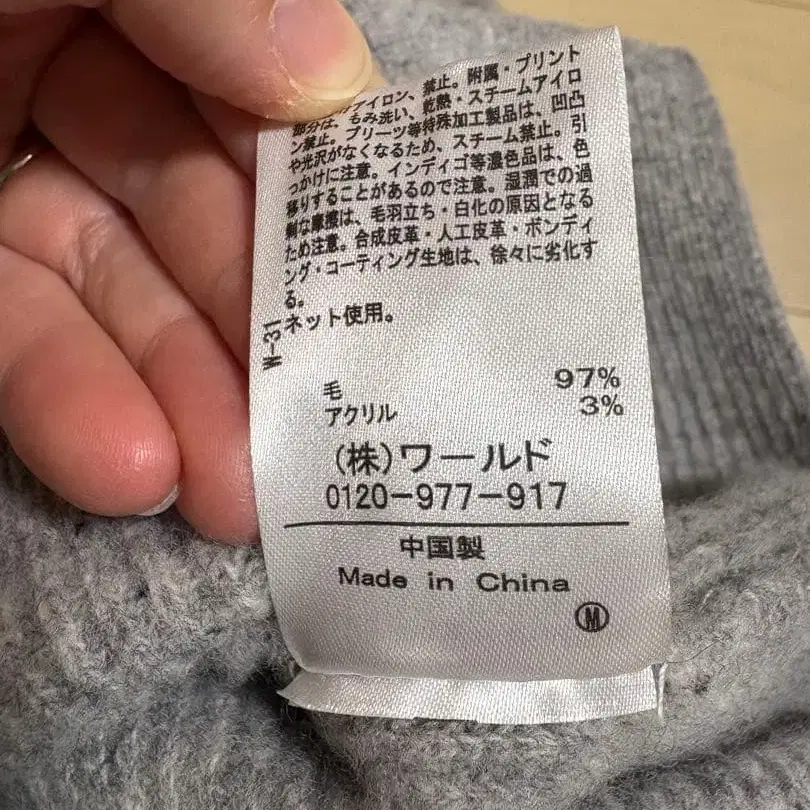 アイロン、禁止。附属・プリント
部分は、もみ洗い、乾熱・スチームアイロ
ン禁止。プリーツ等特殊加工製品は、凹凸
や光沢がなくなるため、スチーム禁止。引
っかけに注意。インディゴ等濃色品は、色
移りすることがあるので注意。湿潤での過
剰な摩擦は、毛羽立ち・白化の原因となる
ため注意。合成皮革・人工皮革・ボンディ
ング・コーティング生地は、徐々に劣化す
る。
ネット使用。
W-31
毛 97%
アクリル 3%
(株)ワールド
0120-977-917
中国製
Made in China
M